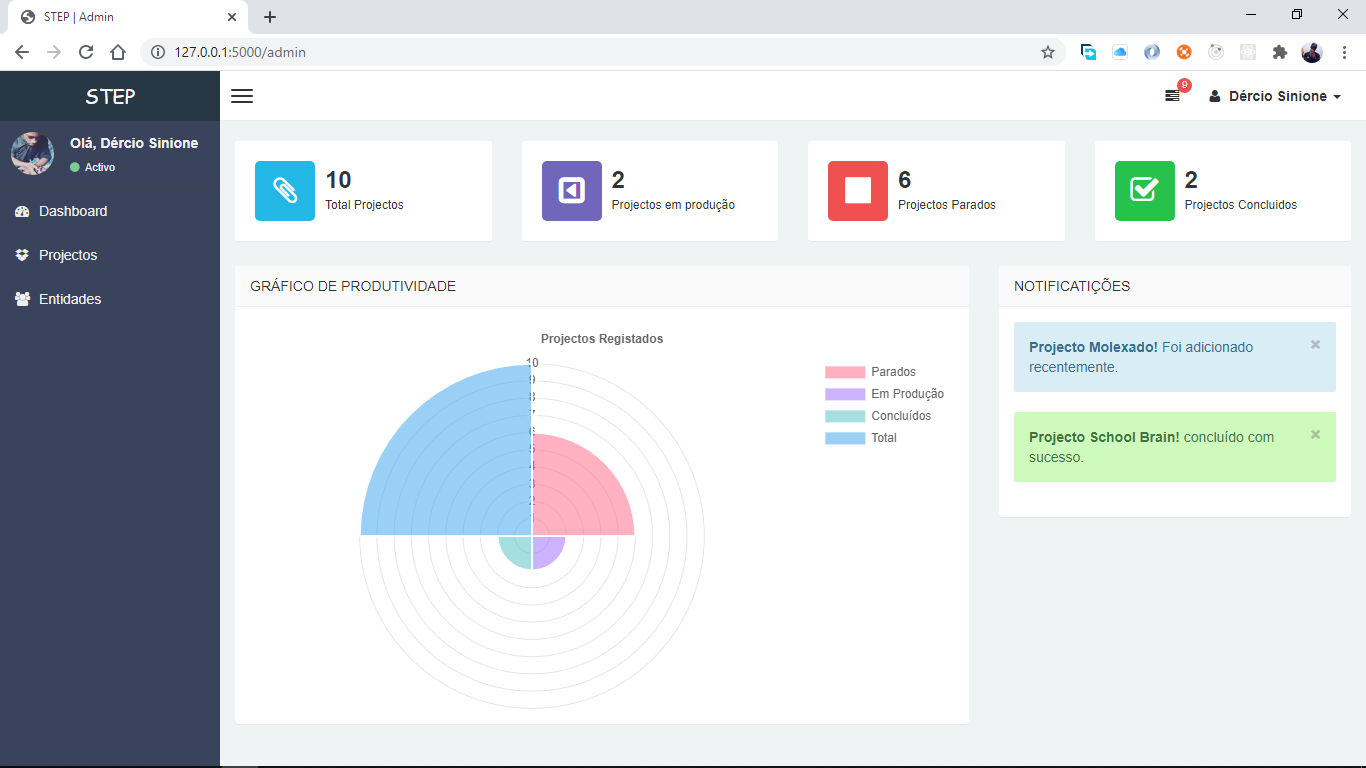 STEP | Admin
127.0.0.1:5000/admin
STEP
9
Dércio Sinione
Olá, Dércio Sinione
Activo
Dashboard
Projectos
Entidades
10
Total Projectos
2
Projectos em produção
6
Projectos Parados
2
Projectos Concluidos
GRÁFICO DE PRODUTIVIDADE
Projectos Registados
10
9
8
7
6
5
4
3
2
1
Parados
Em Produção
Concluídos
Total
NOTIFICATIÇÕES
Projecto Molexado! Foi adicionado
recentemente.
Projecto School Brain! concluído com
sucesso.